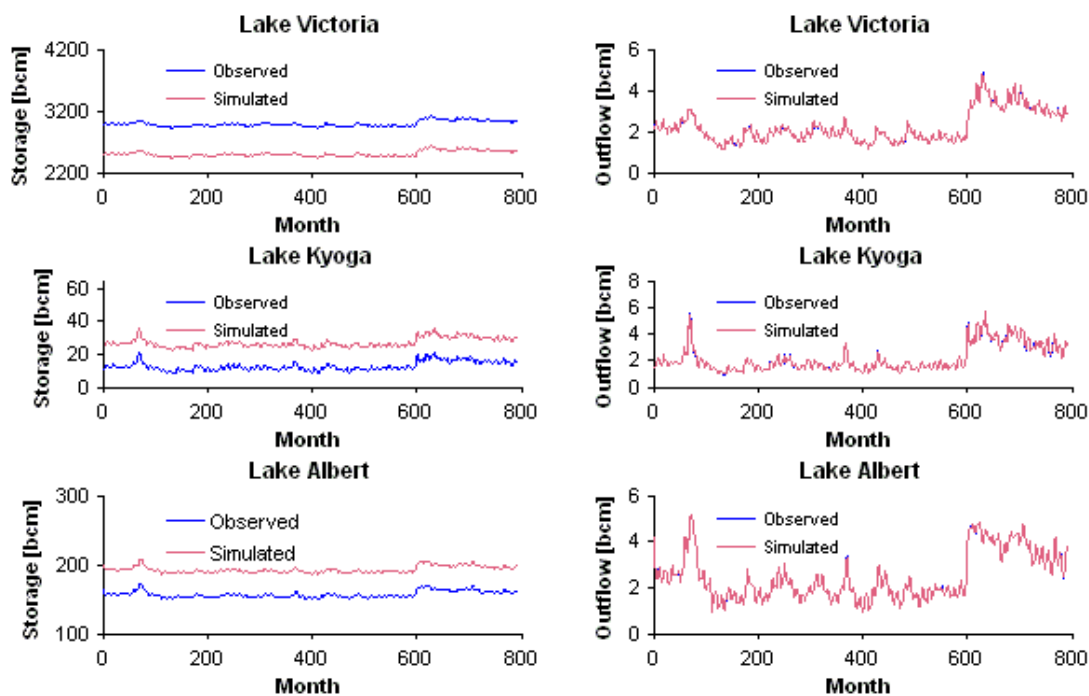 Lake Victoria
Storage [bcm]
4200
3200
2200
Observed
Simulated
0 200 400 600 800
Month
Lake Victoria
Outflow [bcm]
6
4
2
0
Observed
Simulated
0 200 400 600 800
Month
Lake Kyoga
Storage [bcm]
60
40
20
0
Observed
Simulated
0 200 400 600 800
Month
Lake Kyoga
Outflow [bcm]
8
6
4
2
0
Observed
Simulated
0 200 400 600 800
Month
Lake Albert
Storage [bcm]
300
200
100
Observed
Simulated
0 200 400 600 800
Month
Lake Albert
Outflow [bcm]
6
4
2
0
Observed
Simulated
0 200 400 600 800
Month